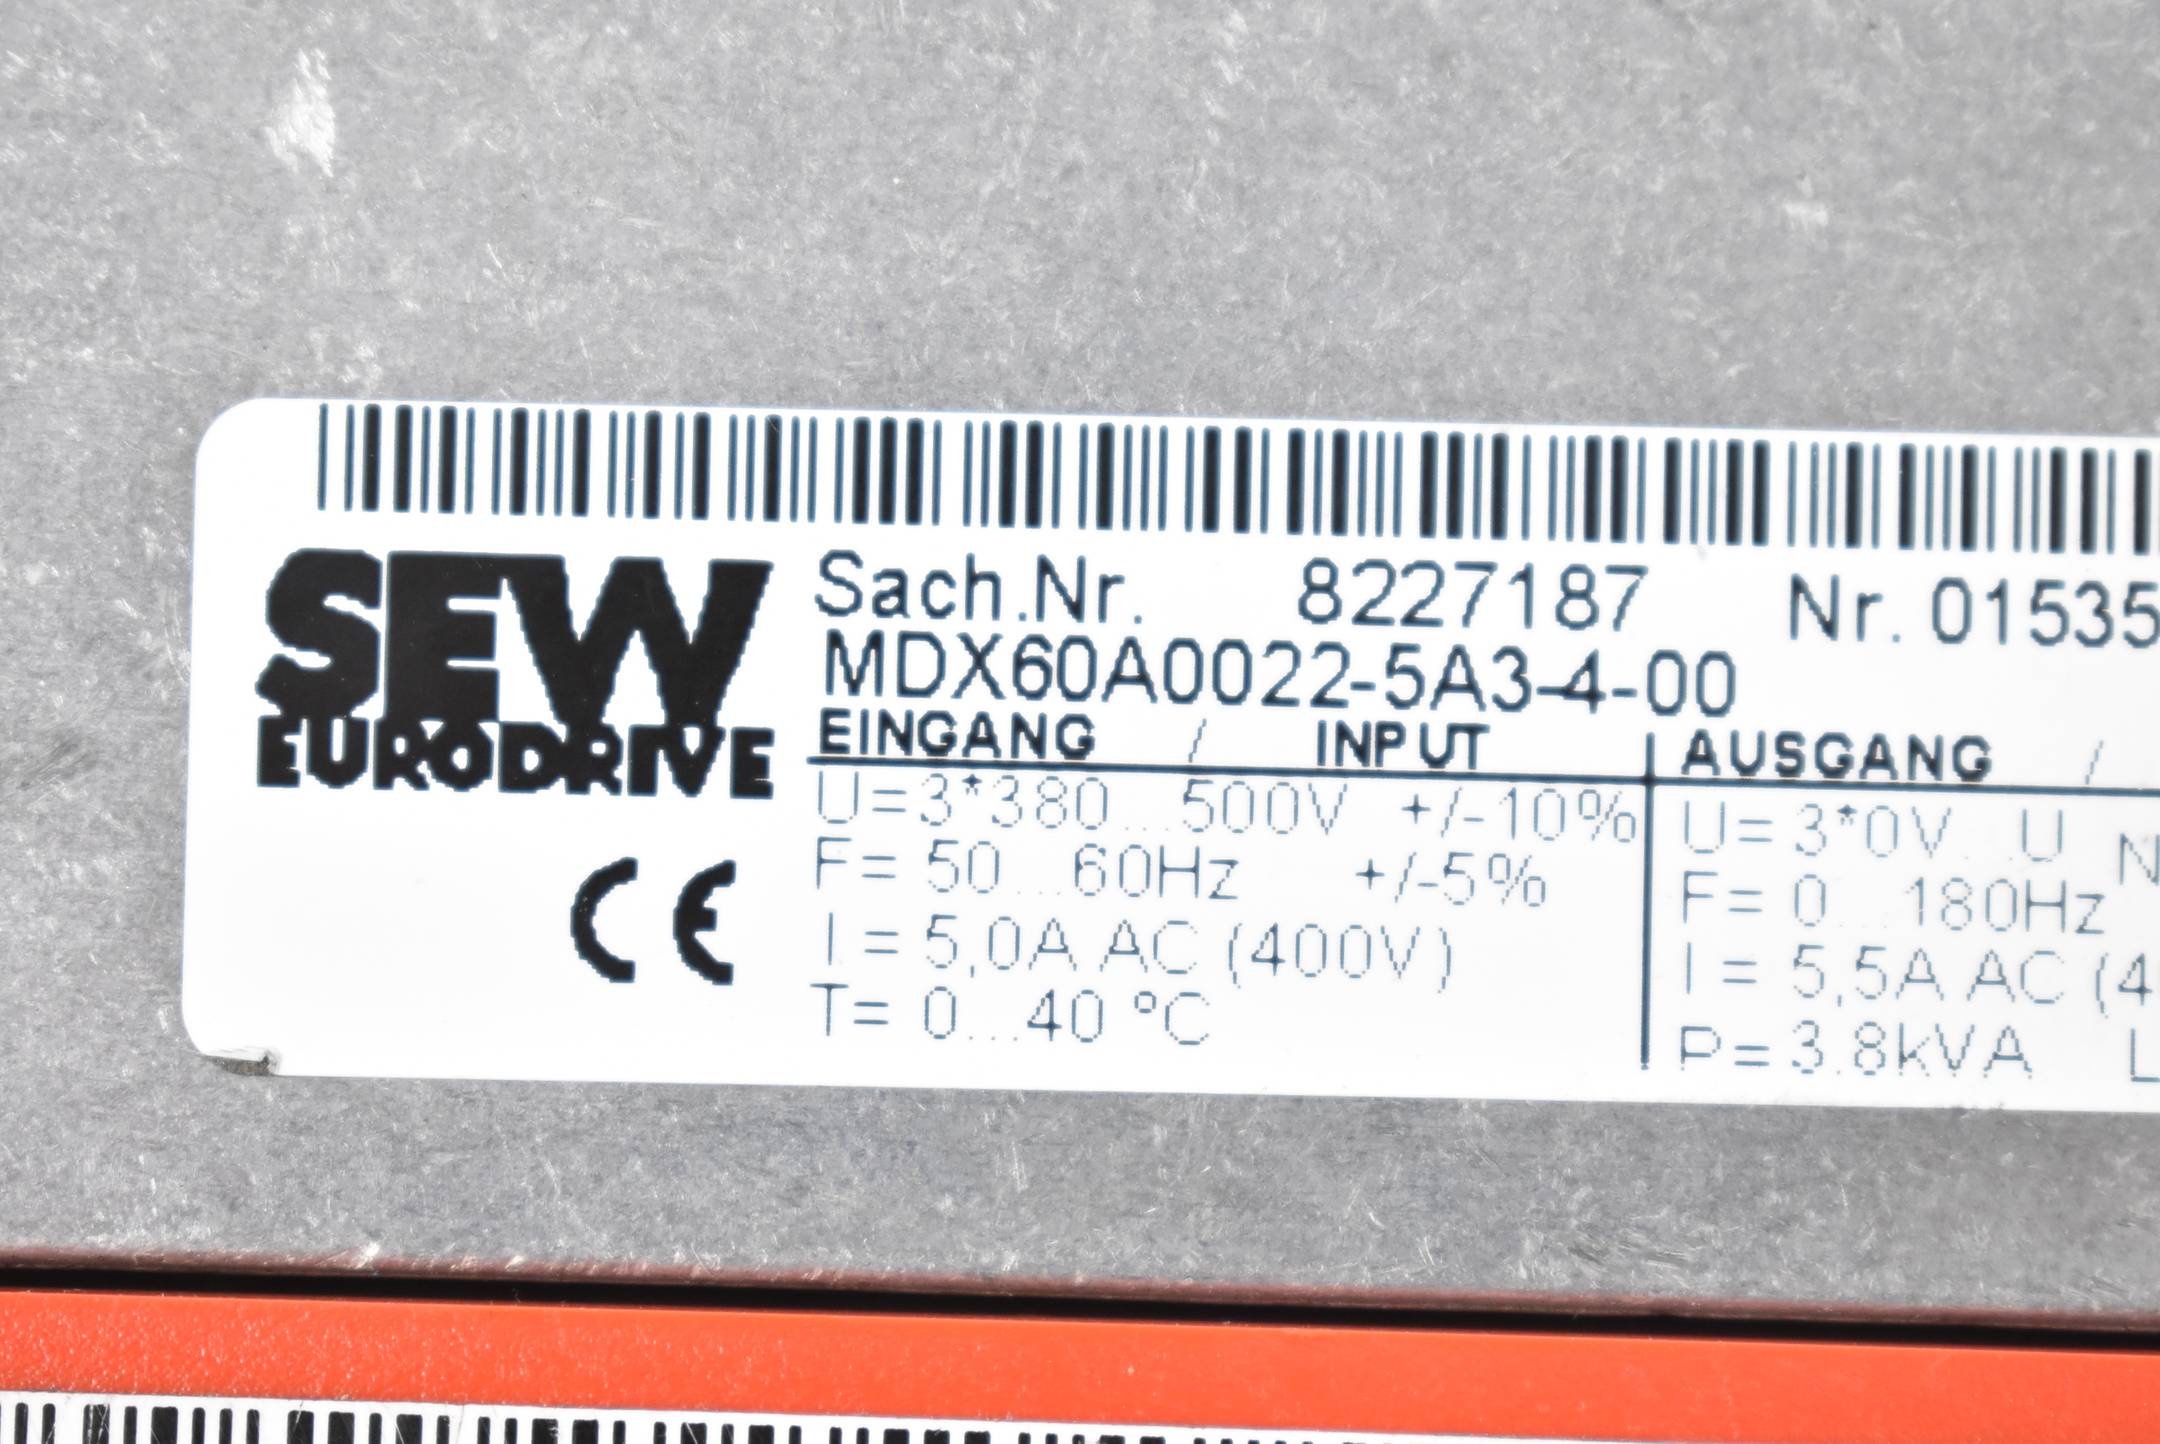 SEW
EURODRIVE
CE
Sach.Nr. 8227187 Nr. 01535
MDX60A0022-5A3-4-00
EINGANG / INPUT
AUSGANG /
U=3*380...500V +/-10%
F= 50...60Hz +/-5%
I = 5,0A AC (400V)
T= 0...40 °C
U= 3*0V...U N
F= 0...180Hz
I = 5,5A AC (4
P= 3.8kVA L